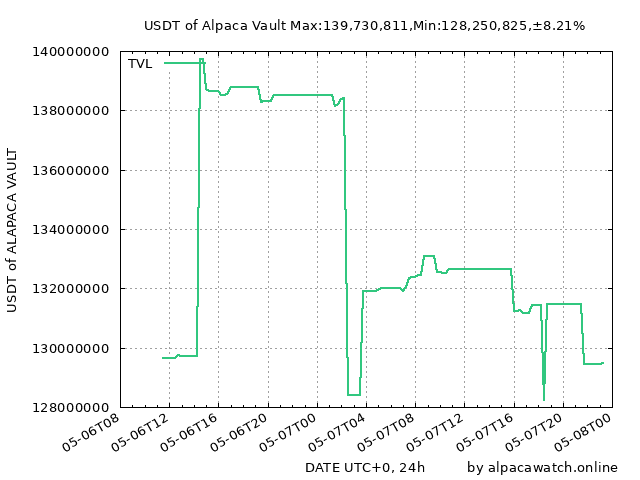 USDT of Alpaca Vault Max:139,730,811,Min:128,250,825,±8.21%
TVL
USDT of ALAPACA VAULT
140000000
138000000
136000000
134000000
132000000
130000000
128000000
05-06T08
05-06T12
05-06T16
05-06T20
05-07T00
05-07T04
05-07T08
05-07T12
05-07T16
05-07T20
05-08T00
DATE UTC+0, 24h
by alpacawatch.online